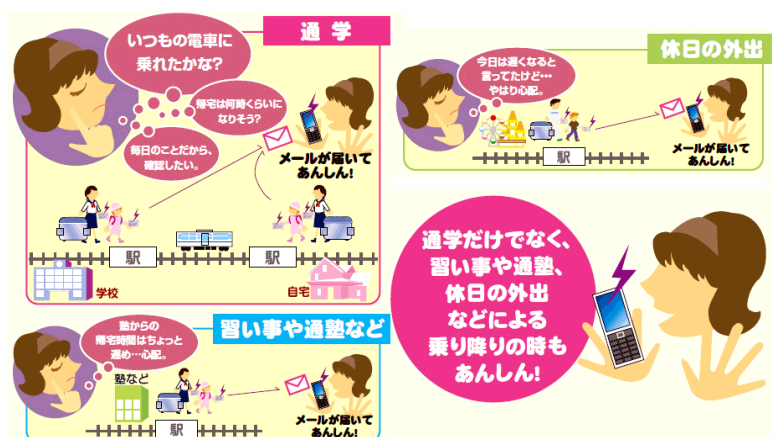 通 学
いつもの電車に
乗れたかな?
帰宅は何時くらいに
なりそう?
毎日のことだから、
確認したい。
メールが届いて
あんしん!
駅
駅
学校
自宅
休日の外出
今日は遅くなると
言ってたけど…
やはり心配。
メールが届いて
あんしん!
駅
習い事や通塾など
塾からの
帰宅時間はちょっと
遅め…心配。
塾など
メールが届いて
あんしん!
駅
通学だけでなく、
習い事や通塾、
休日の外出
などによる
乗り降りの時も
あんしん!